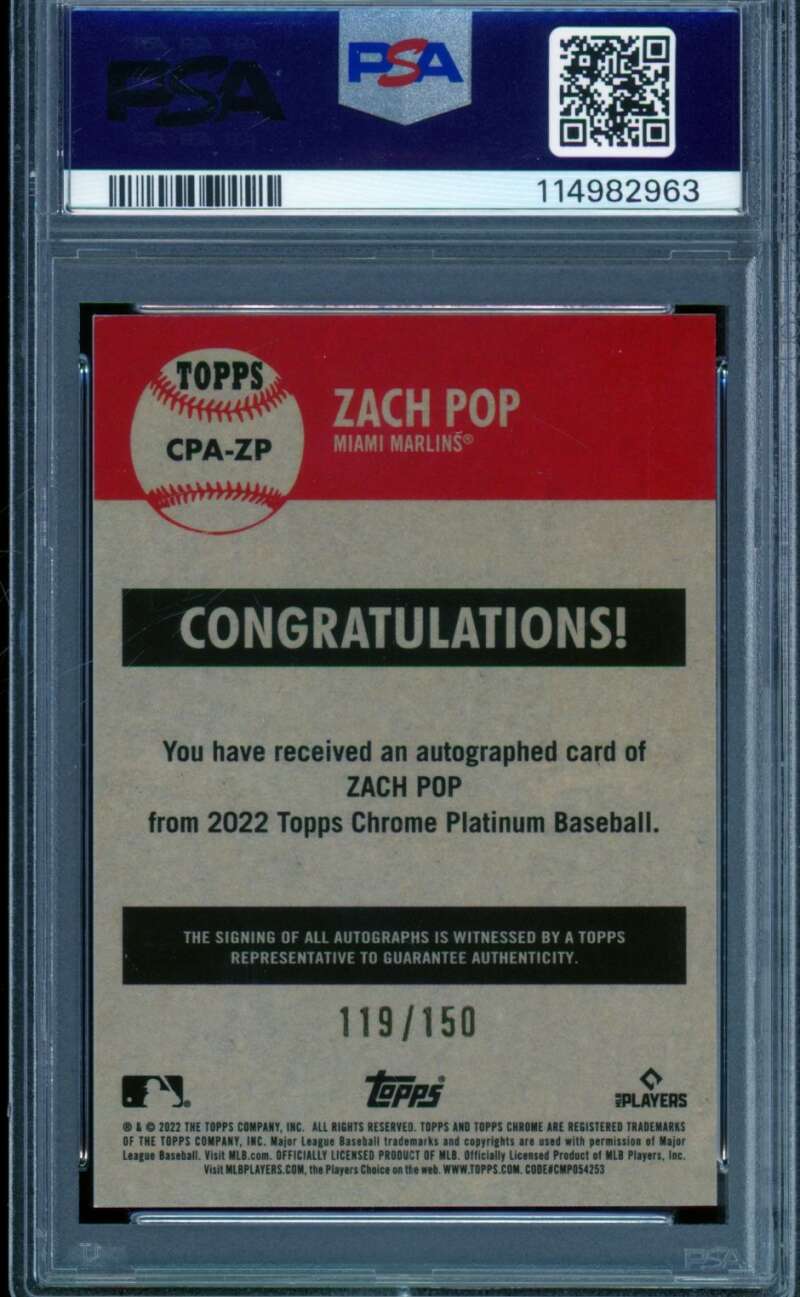 PSA
PSA
114982963
TOPPS
CPA-ZP
ZACH POP
MIAMI MARLINS®
CONGRATULATIONS!
You have received an autographed card of
ZACH POP
from 2022 Topps Chrome Platinum Baseball.
THE SIGNING OF ALL AUTOGRAPHS IS WITNESSED BY A TOPPS
REPRESENTATIVE TO GUARANTEE AUTHENTICITY.
119/150
topps
MLB PLAYERS
® & © 2022 THE TOPPS COMPANY, INC. ALL RIGHTS RESERVED. TOPPS AND TOPPS CHROME ARE REGISTERED TRADEMARKS
OF THE TOPPS COMPANY, INC. Major League Baseball trademarks and copyrights are used with permission of Major
League Baseball. Visit MLB.com. OFFICIALLY LICENSED PRODUCT OF MLB. Officially Licensed Product of MLB Players, Inc.
Visit MLBPLAYERS.COM, the Players Choice on the web. WWW.TOPPS.COM. CODE#CMP054253
PSA